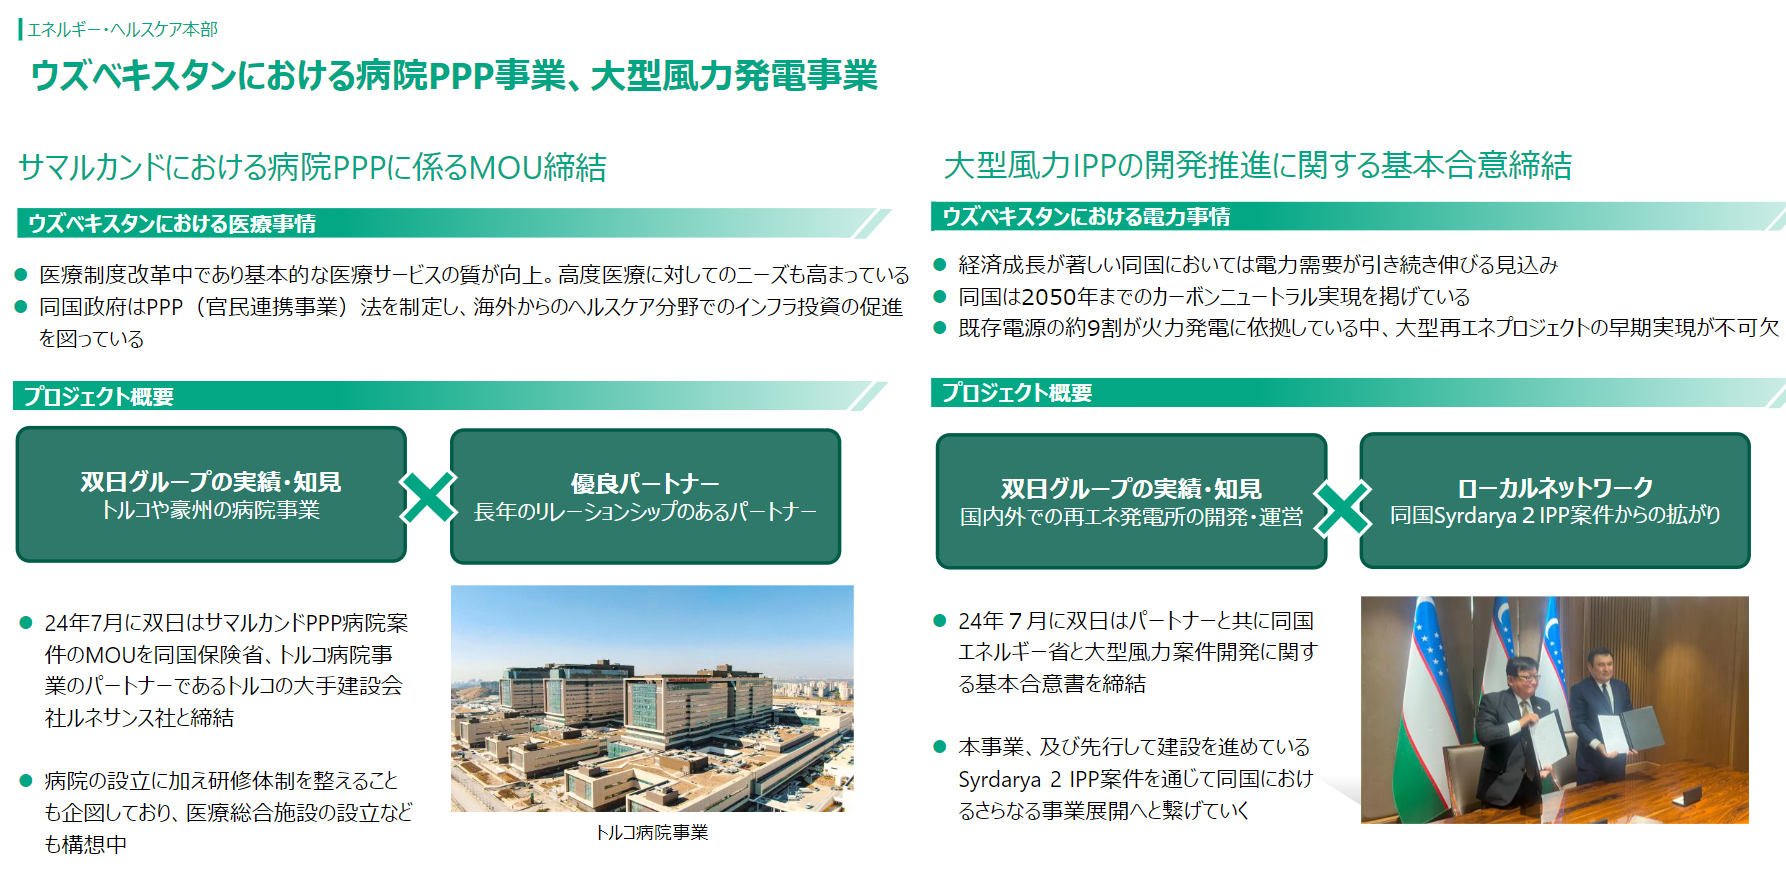 エネルギー・ヘルスケア本部
ウズベキスタンにおける病院PPP事業、大型風力発電事業
サマルカンドにおける病院PPPに係るMOU締結
ウズベキスタンにおける医療事情
医療制度改革中であり基本的な医療サービスの質が向上。高度医療に対してのニーズも高まっている
同国政府はPPP（官民連携事業）法を制定し、海外からのヘルスケア分野でのインフラ投資の促進
を図っている
プロジェクト概要
双日グループの実績・知見
トルコや豪州の病院事業
優良パートナー
長年のリレーションシップのあるパートナー
24年7月に双日はサマルカンドPPP病院案
件のMOUを同国保険省、トルコ病院事
業のパートナーであるトルコの大手建設会
社ルネサンス社と締結
病院の設立に加え研修体制を整えること
も企図しており、医療総合施設の設立など
も構想中
トルコ病院事業
大型風力IPPの開発推進に関する基本合意締結
ウズベキスタンにおける電力事情
経済成長が著しい同国においては電力需要が引き続き伸びる見込み
同国は2050年までのカーボンニュートラル実現を掲げている
既存電源の約9割が火力発電に依拠している中、大型再エネプロジェクトの早期実現が不可欠
プロジェクト概要
双日グループの実績・知見
国内外での再エネ発電所の開発・運営
ローカルネットワーク
同国Syrdarya２IPP案件からの拡がり
24年７月に双日はパートナーと共に同国
エネルギー省と大型風力案件開発に関す
る基本合意書を締結
本事業、及び先行して建設を進めている
Syrdarya 2 IPP案件を通じて同国におけ
るさらなる事業展開へと繋げていく